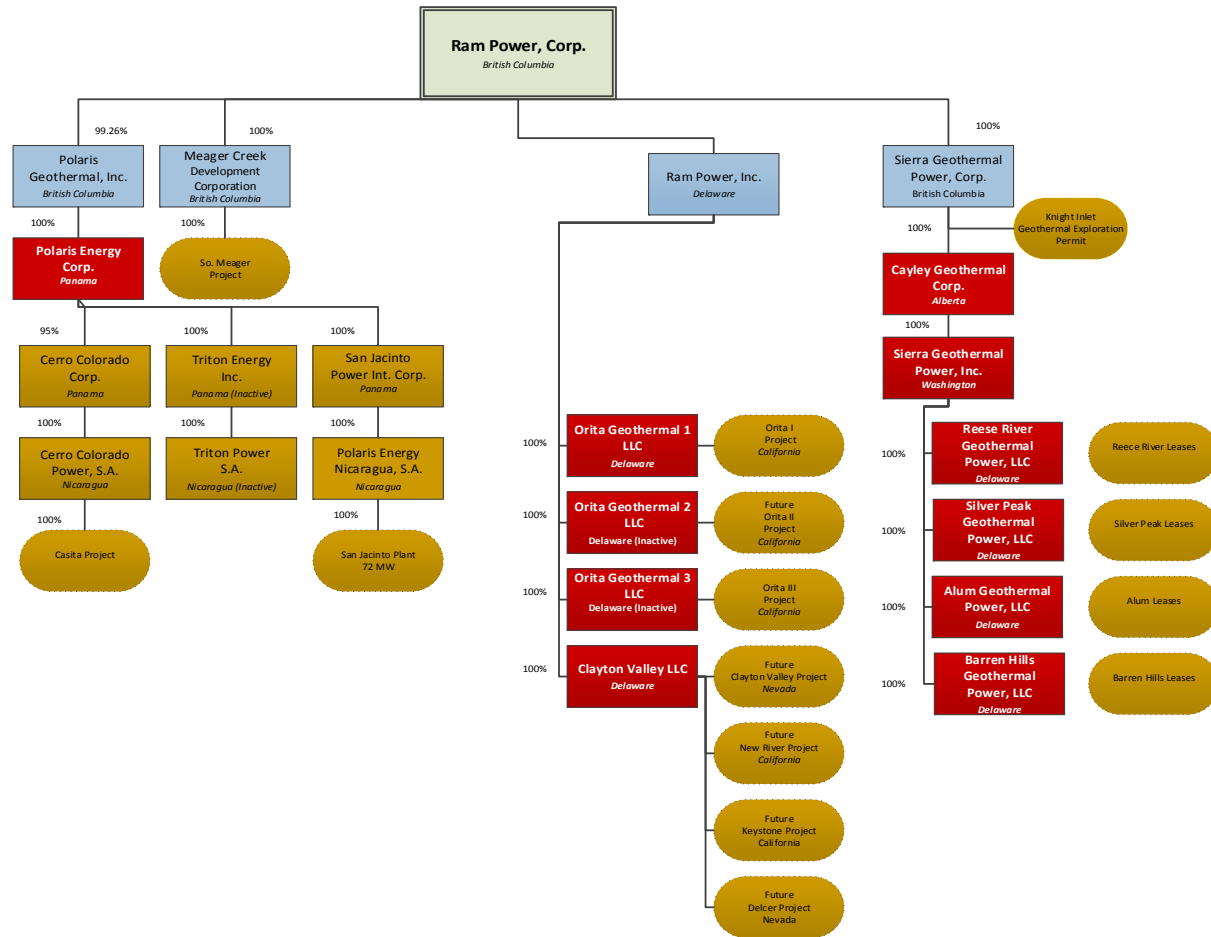 Ram Power, Corp.
British Columbia
99.26%
100%
100%
Polaris
Geothermal, Inc.
British Columbia
Meager Creek
Development
Corporation
British Columbia
Ram Power, Inc.
Delaware
Sierra Geothermal
Power, Corp.
British Columbia
100%
100%
100%
Knight Inlet
Geothermal Exploration
Permit
Polaris Energy
Corp.
Panama
So. Meager
Project
Cayley Geothermal
Corp.
Alberta
95%
100%
100%
100%
Cerro Colorado
Corp.
Panama
Triton Energy
Inc.
Panama (Inactive)
San Jacinto
Power Int. Corp.
Panama
Sierra Geothermal
Power, Inc.
Washington
100%
100%
100%
Cerro Colorado
Power, S.A.
Nicaragua
Triton Power
S.A.
Nicaragua (Inactive)
Polaris Energy
Nicaragua, S.A.
Nicaragua
100%
100%
Casita Project
San Jacinto Plant
72 MW
100%
Orita Geothermal 1
LLC
Delaware
Orita I
Project
California
100%
Orita Geothermal 2
LLC
Delaware (Inactive)
Future
Orita II
Project
California
100%
Orita Geothermal 3
LLC
Delaware (Inactive)
Orita III
Project
California
100%
Clayton Valley LLC
Delaware
Future
Clayton Valley Project
Nevada
Future
New River Project
California
Future
Keystone Project
California
Future
Delcer Project
Nevada
100%
Reese River
Geothermal
Power, LLC
Delaware
Reece River Leases
100%
Silver Peak
Geothermal
Power, LLC
Delaware
Silver Peak Leases
100%
Alum Geothermal
Power, LLC
Delaware
Alum Leases
100%
Barren Hills
Geothermal
Power, LLC
Delaware
Barren Hills Leases